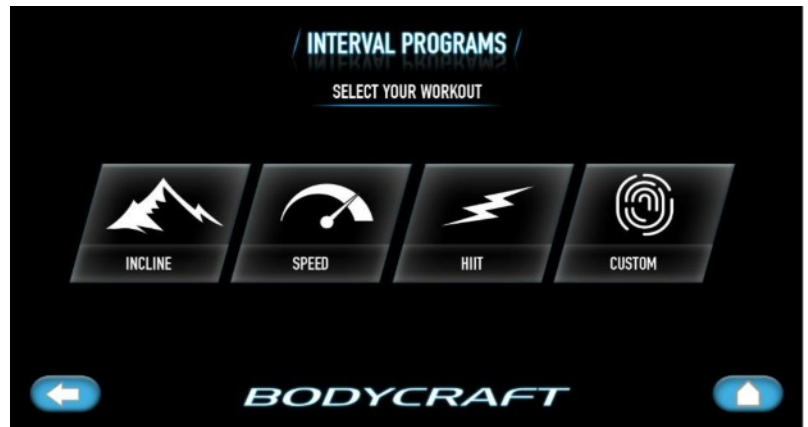 / INTERVAL PROGRAMS /
SELECT YOUR WORKOUT
INCLINE
SPEED
HIIT
CUSTOM
BODYCRAFT